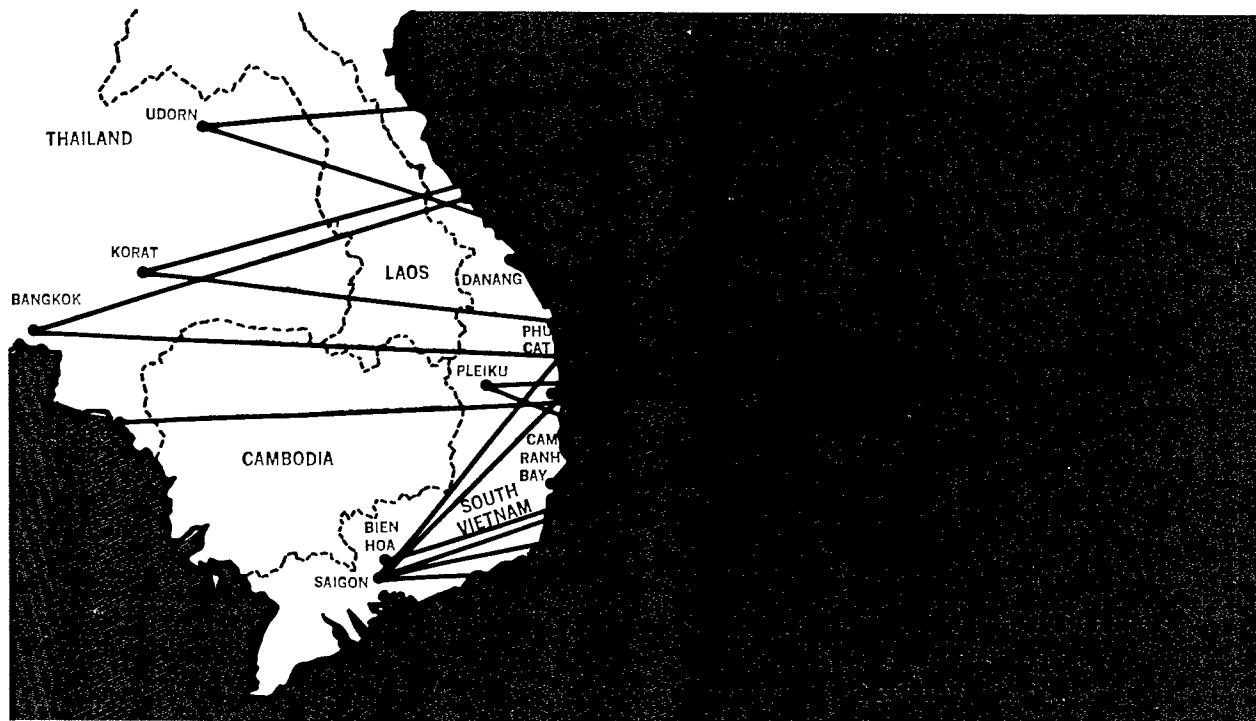 UDORN
THAILAND
KORAT
LAOS
DANANG
BANGKOK
PHU
CAT
PLEIKU
CAM
RANH
BAY
CAMBODIA
SOUTH
VIETNAM
BIEN
HOA
SAIGON